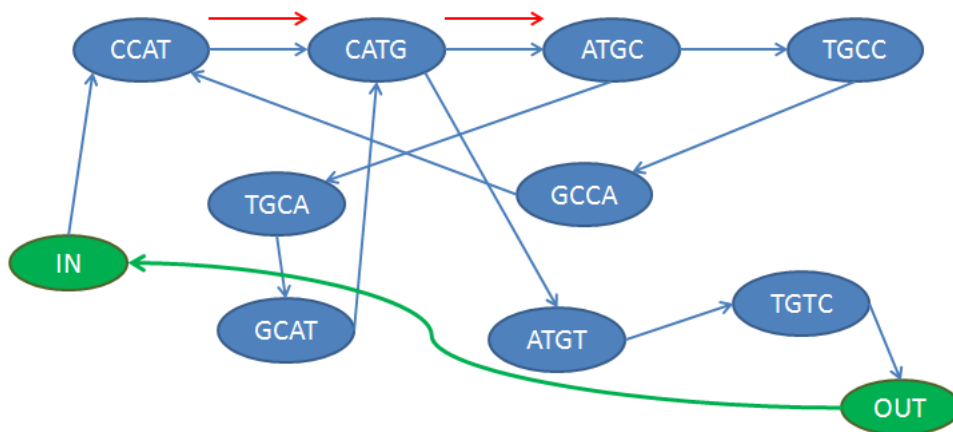 CCAT
CATG
ATGC
TGCC
TGCA
GCCA
IN
GCAT
ATGT
TGTC
OUT